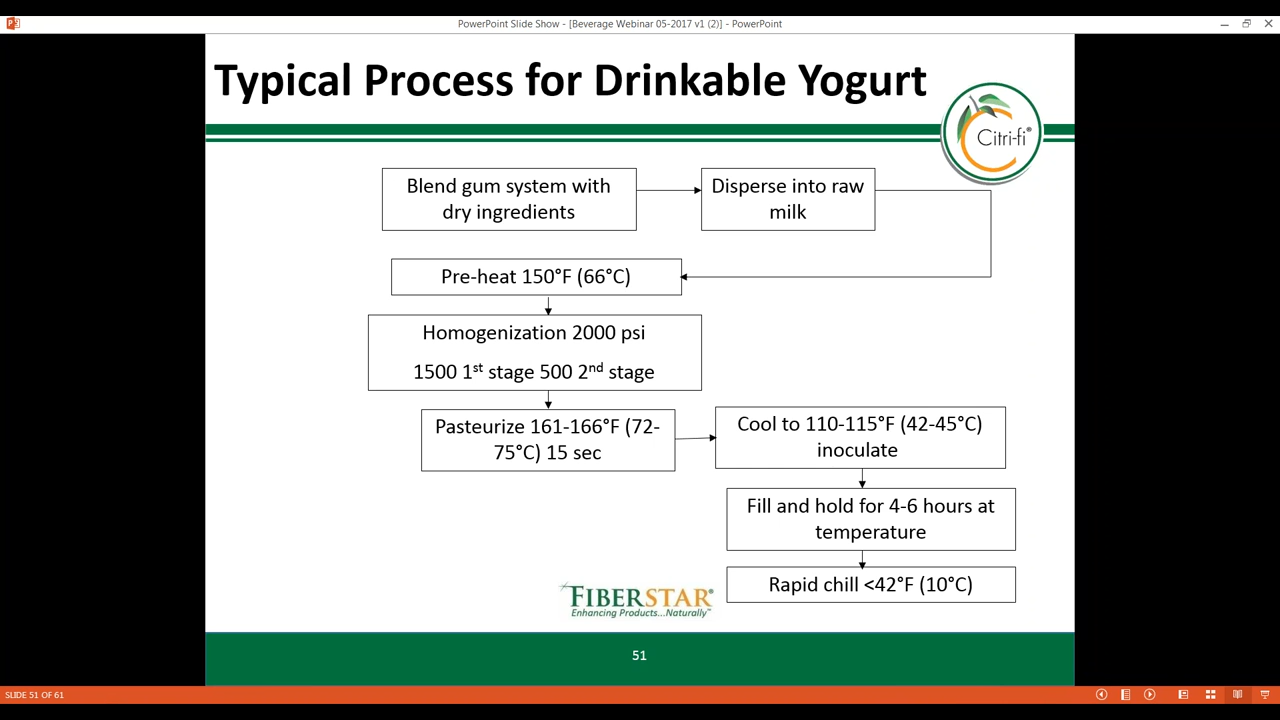 PowerPoint Slide Show - [Beverage Webinar 05-2017 v1 (2)] - PowerPoint
Typical Process for Drinkable Yogurt
Citri-fi®
Blend gum system with
dry ingredients
Disperse into raw
milk
Pre-heat 150°F (66°C)
Homogenization 2000 psi
1500 1st stage 500 2nd stage
Pasteurize 161-166°F (72-
75°C) 15 sec
Cool to 110-115°F (42-45°C)
inoculate
Fill and hold for 4-6 hours at
temperature
Rapid chill <42°F (10°C)
FIBERSTAR®
Enhancing Products...Naturally™
51
SLIDE 51 OF 61